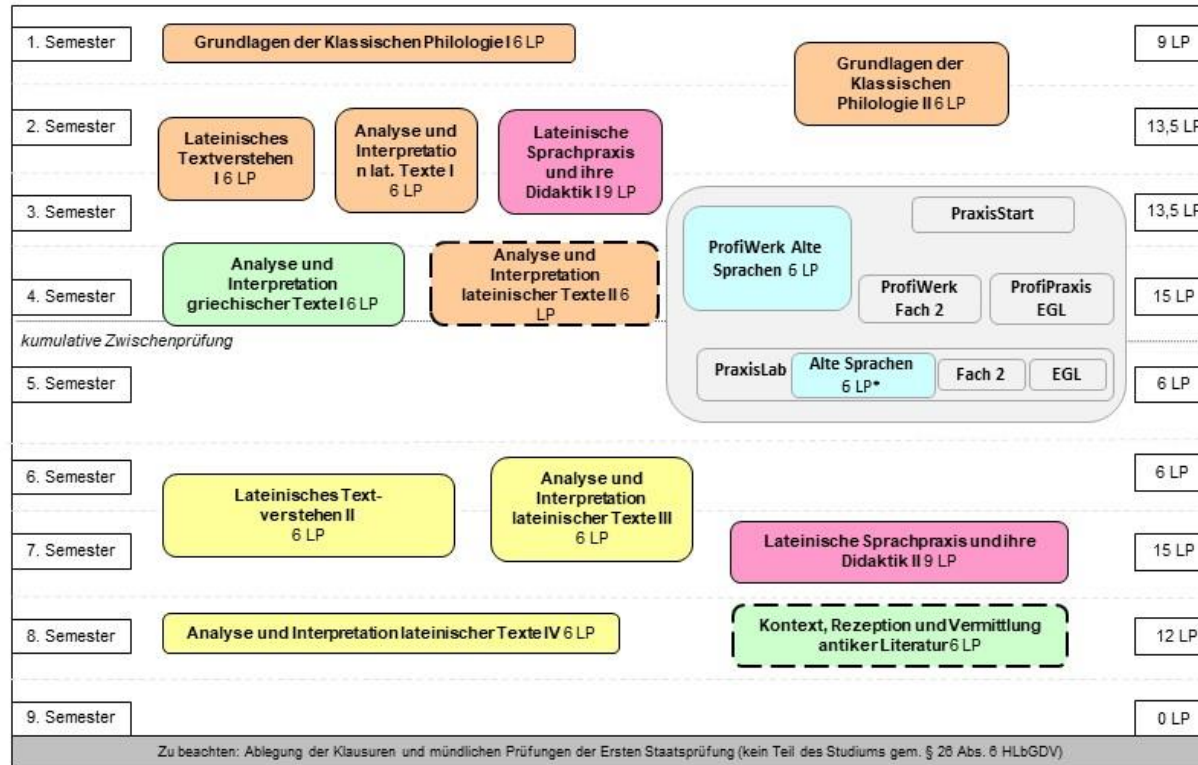 1. Semester
Grundlagen der Klassischen Philologie I 6 LP
9 LP
Grundlagen der
Klassischen
Philologie II 6 LP
2. Semester
Lateinisches
Textverstehen
I 6 LP
Analyse und
Interpretatio
n lat. Texte I
6 LP
Lateinische
Sprachpraxis
und ihre
Didaktik I 9 LP
13,5 LP
3. Semester
ProfiWerk Alte
Sprachen 6 LP
PraxisStart
13,5 LP
4. Semester
Analyse und
Interpretation
griechischer Texte I 6 LP
Analyse und
Interpretation
lateinischer Texte II 6
LP
ProfiWerk
Fach 2
ProfiPraxis
EGL
15 LP
kumulative Zwischenprüfung
5. Semester
PraxisLab
Alte Sprachen
6 LP*
Fach 2
EGL
6 LP
6. Semester
Lateinisches Text-
verstehen II
6 LP
Analyse und
Interpretation
lateinischer Texte III
6 LP
6 LP
7. Semester
Lateinische Sprachpraxis und ihre
Didaktik II 9 LP
15 LP
8. Semester
Analyse und Interpretation lateinischer Texte IV 6 LP
Kontext, Rezeption und Vermittlung
antiker Literatur 6 LP
12 LP
9. Semester
0 LP
Zu beachten: Ablegung der Klausuren und mündlichen Prüfungen der Ersten Staatsprüfung (kein Teil des Studiums gem. § 26 Abs. 6 HLbGDV)